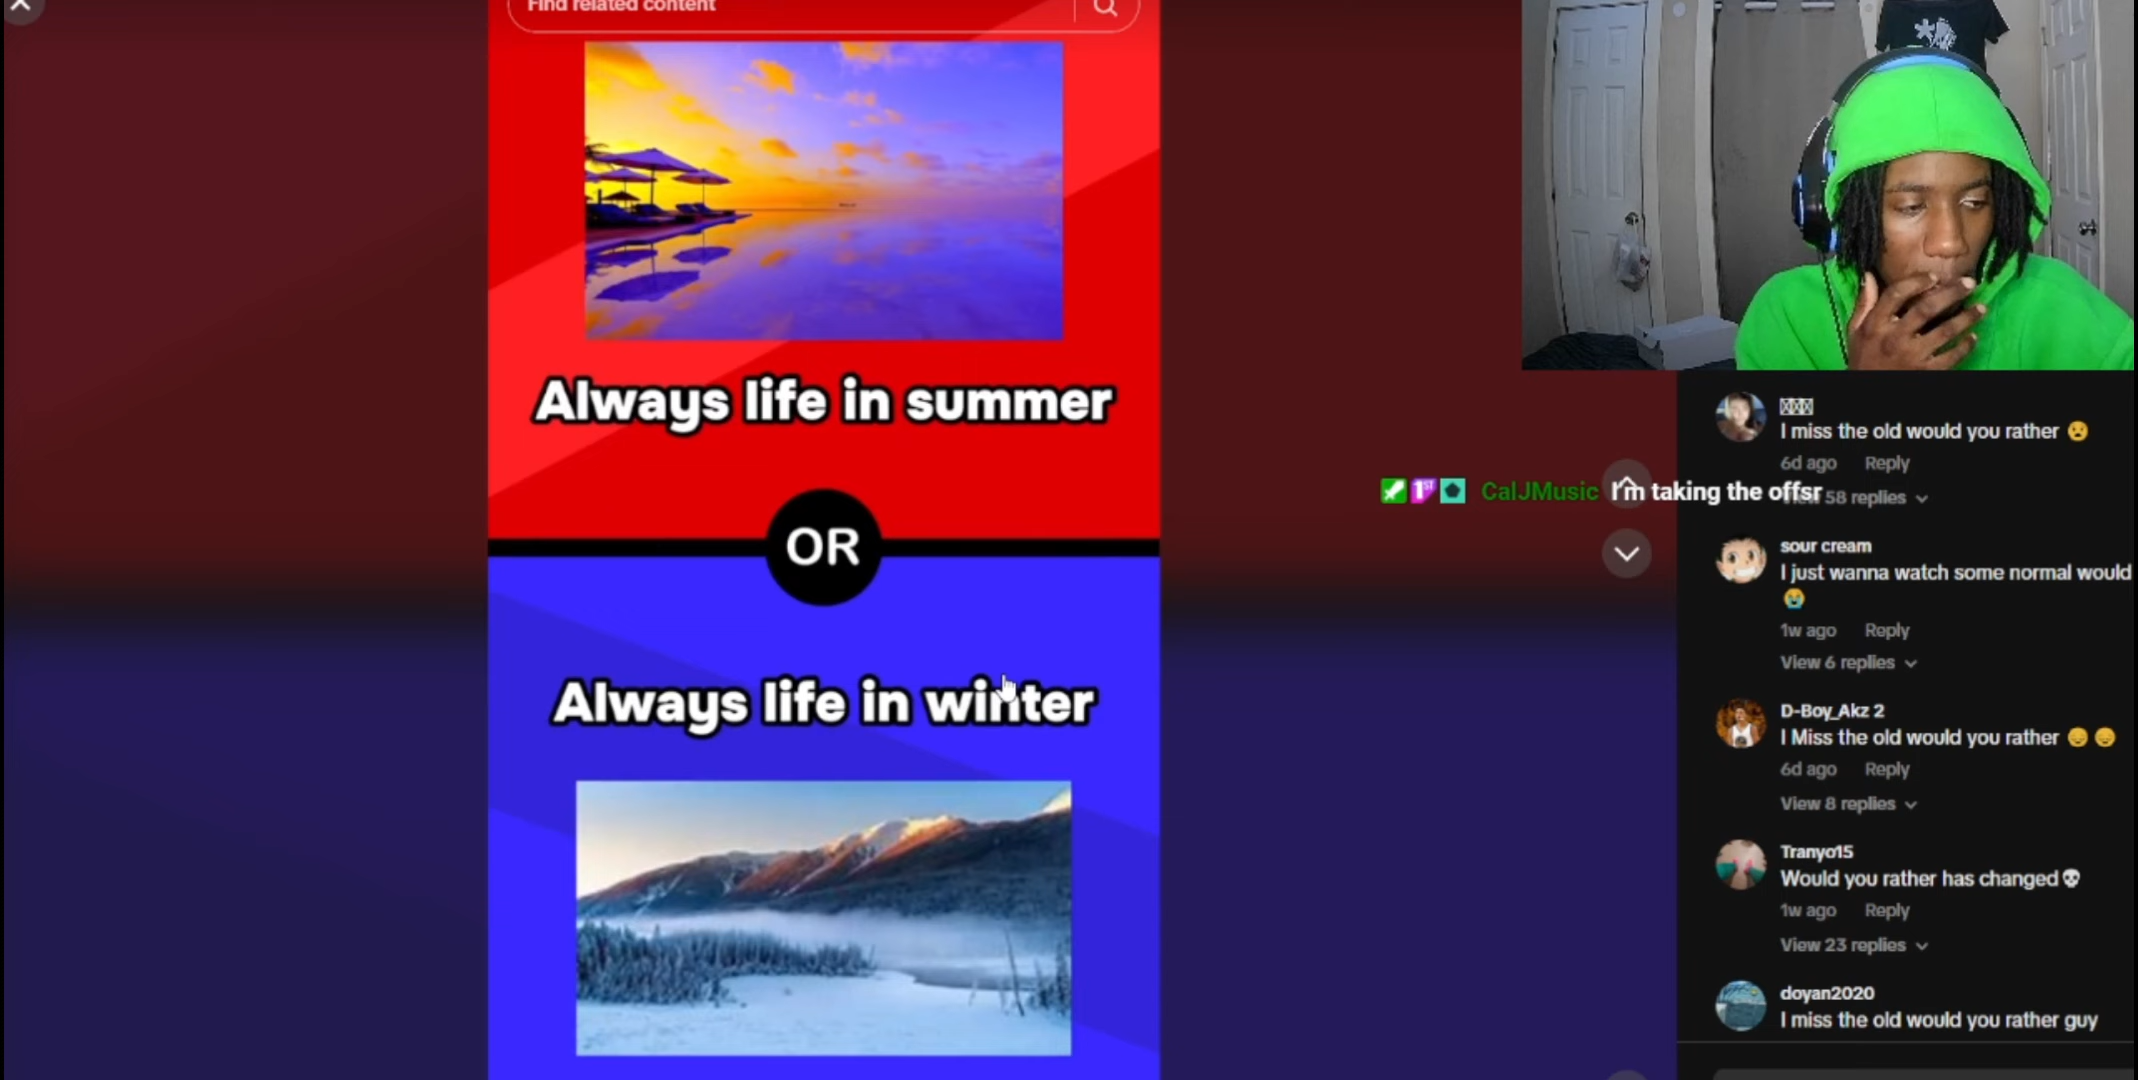 Find related content
Always life in summer
OR
Always life in winter
1ST CalJMusic I'm taking the offsr
I miss the old would you rather 😧
6d ago Reply
View 58 replies
sour cream
I just wanna watch some normal would
😭
1w ago Reply
View 6 replies
D-Boy_Akz 2
I Miss the old would you rather 😔😔
6d ago Reply
View 8 replies
Tranyo15
Would you rather has changed💀
1w ago Reply
View 23 replies
doyan2020
I miss the old would you rather guy